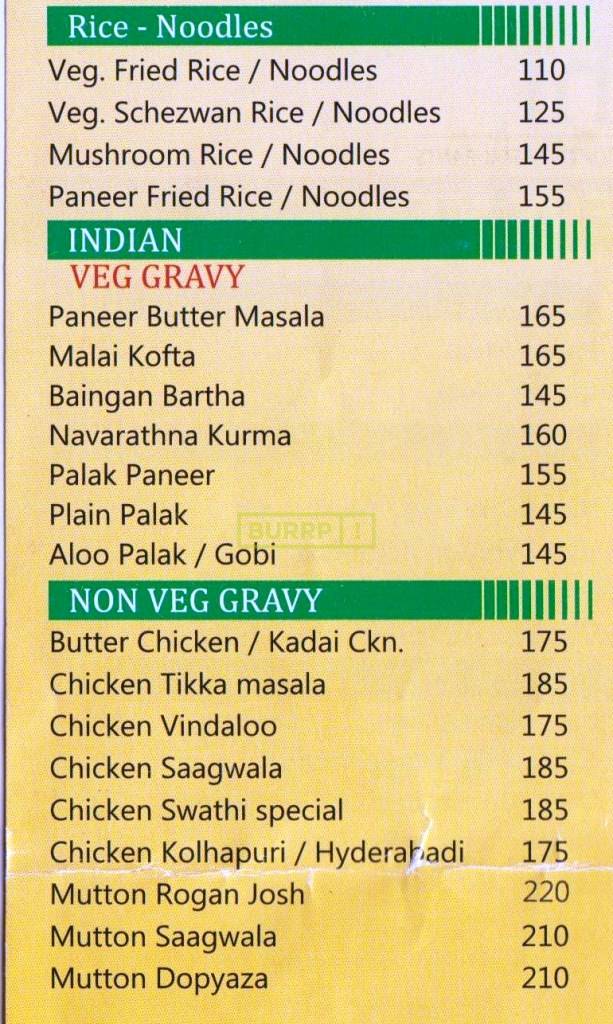 Rice - Noodles
Veg. Fried Rice / Noodles 110
Veg. Schezwan Rice / Noodles 125
Mushroom Rice / Noodles 145
Paneer Fried Rice / Noodles 155
INDIAN
VEG GRAVY
Paneer Butter Masala 165
Malai Kofta 165
Baingan Bartha 145
Navarathna Kurma 160
Palak Paneer 155
Plain Palak 145
BURRP!
Aloo Palak / Gobi 145
NON VEG GRAVY
Butter Chicken / Kadai Ckn. 175
Chicken Tikka masala 185
Chicken Vindaloo 175
Chicken Saagwala 185
Chicken Swathi special 185
Chicken Kolhapuri / Hyderabadi 175
Mutton Rogan Josh 220
Mutton Saagwala 210
Mutton Dopyaza 210